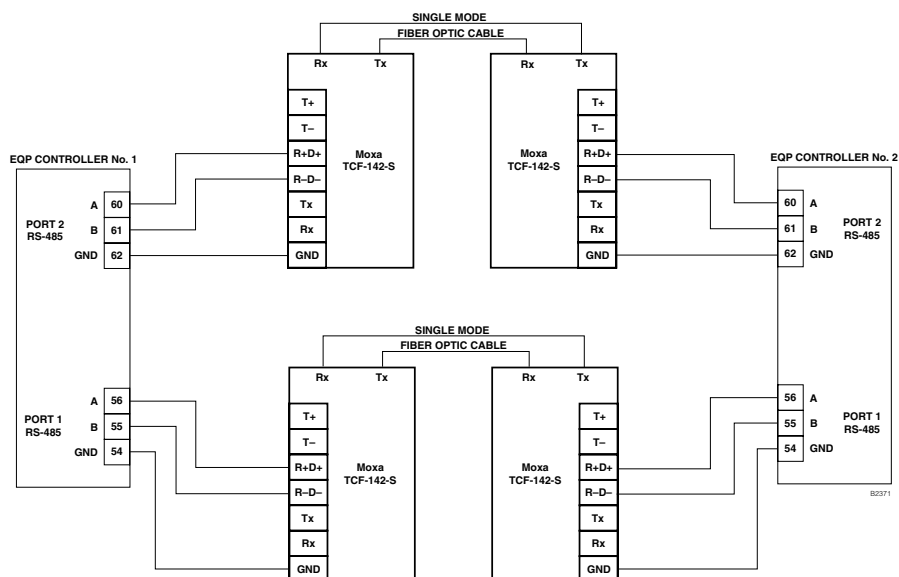 SINGLE MODE
FIBER OPTIC CABLE
Rx Tx
Rx Tx
T+
T–
R+D+
R–D–
Tx
Rx
GND
Moxa
TCF-142-S
Moxa
TCF-142-S
T+
T–
R+D+
R–D–
Tx
Rx
GND
EQP CONTROLLER No. 1
PORT 2
RS-485
A 60
B 61
GND 62
EQP CONTROLLER No. 2
60 A
61 B
62 GND
PORT 2
RS-485
SINGLE MODE
FIBER OPTIC CABLE
Rx Tx
Rx Tx
PORT 1
RS-485
A 56
B 55
GND 54
T+
T–
R+D+
R–D–
Tx
Rx
GND
Moxa
TCF-142-S
Moxa
TCF-142-S
T+
T–
R+D+
R–D–
Tx
Rx
GND
56 A
55 B
54 GND
PORT 1
RS-485
B2371